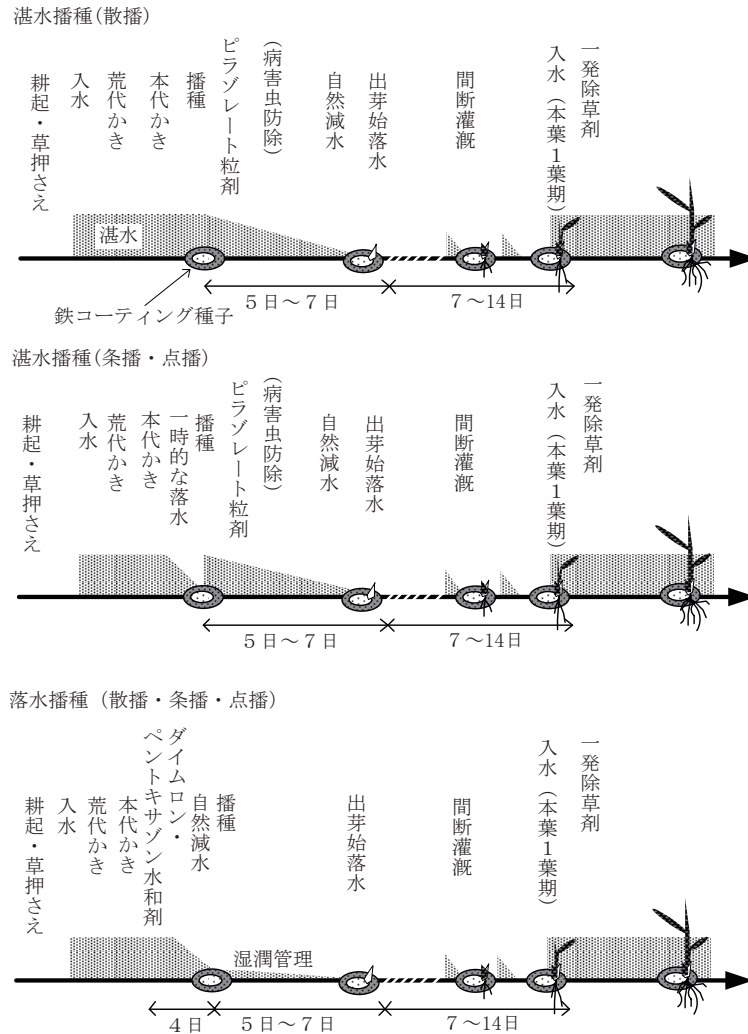 湛水播種(散播)
耕起・草押さえ
入水
荒代かき
本代かき
播種
ピラゾレート粒剤
(病害虫防除)
自然減水
出芽始落水
間断灌漑
入水(本葉1葉期)
一発除草剤
湛水
5日～7日
7～14日
鉄コーティング種子
湛水播種(条播・点播)
耕起・草押さえ
入水
荒代かき
本代かき
一時的な落水
播種
ピラゾレート粒剤
(病害虫防除)
自然減水
出芽始落水
間断灌漑
入水(本葉1葉期)
一発除草剤
5日～7日
7～14日
落水播種(散播・条播・点播)
耕起・草押さえ
入水
荒代かき
本代かき
ダイムロン・
ペントキサゾン水和剤
自然減水
播種
出芽始落水
間断灌漑
入水(本葉1葉期)
一発除草剤
湿潤管理
4日
5日～7日
7～14日